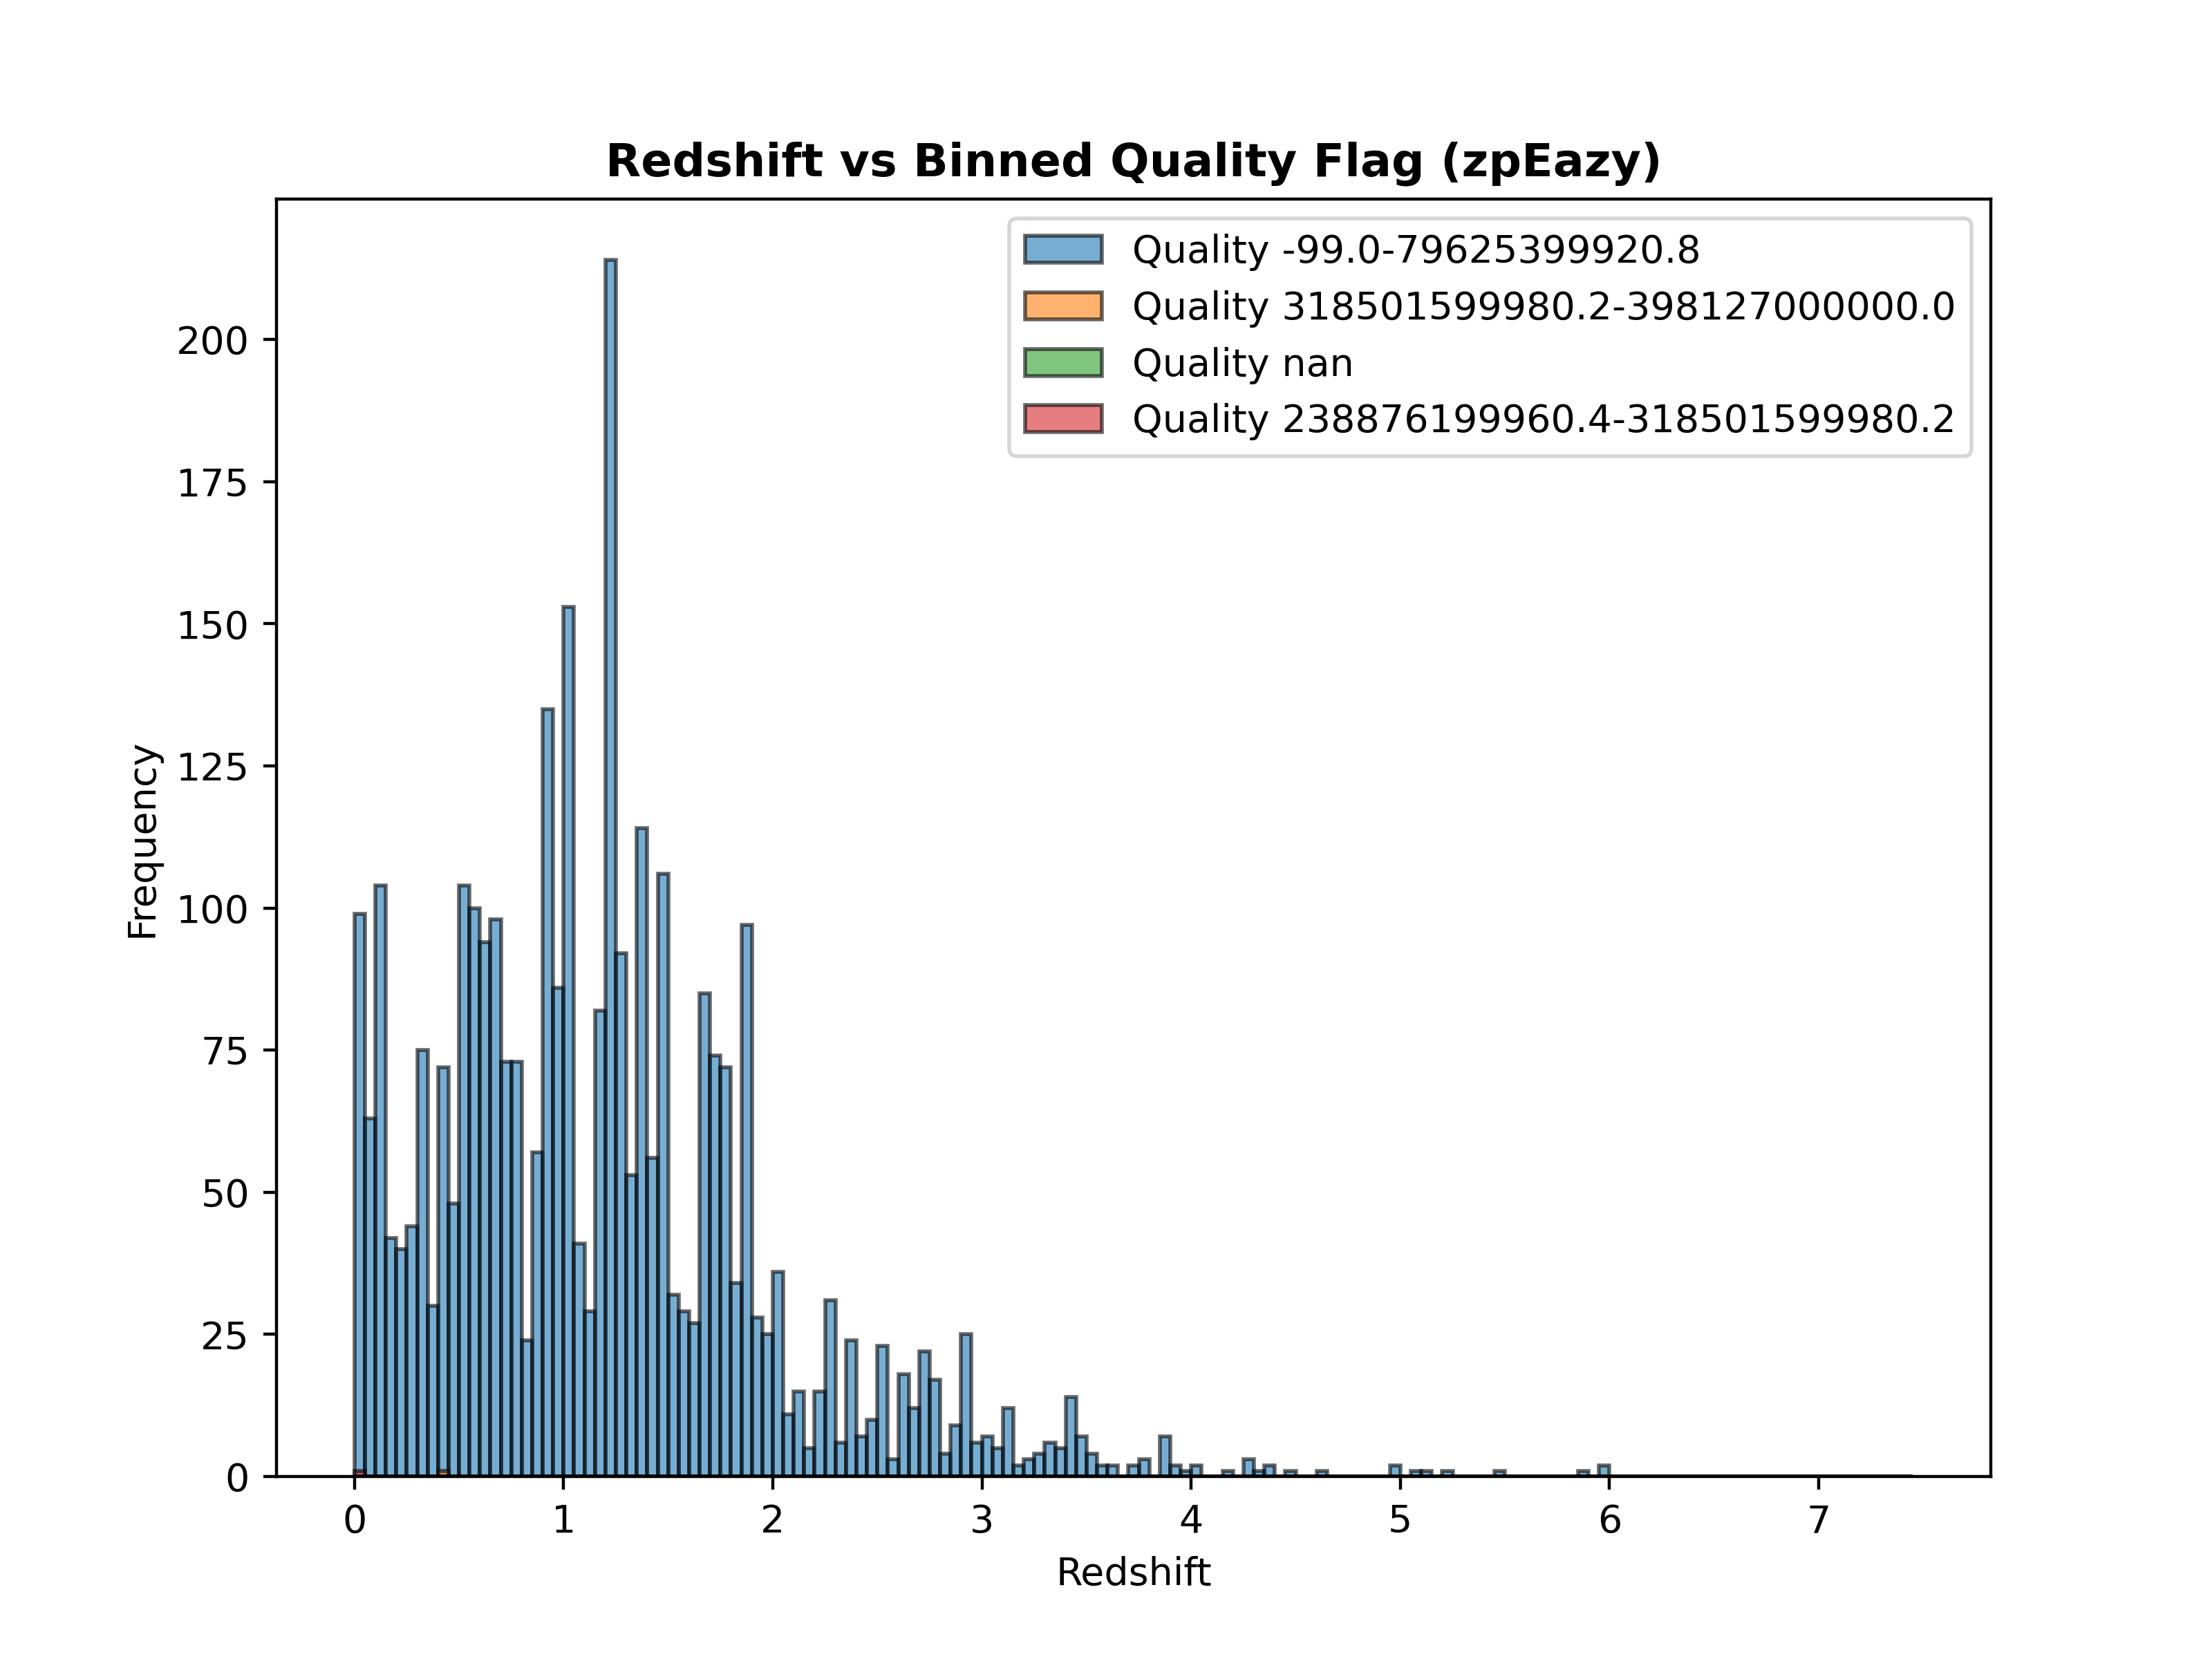 Redshift vs Binned Quality Flag (zpEazy)
Quality -99.0-79625399920.8
Quality 318501599980.2-398127000000.0
Quality nan
Quality 238876199960.4-318501599980.2
200
175
150
125
100
75
50
25
0
Frequency
0 1 2 3 4 5 6 7
Redshift